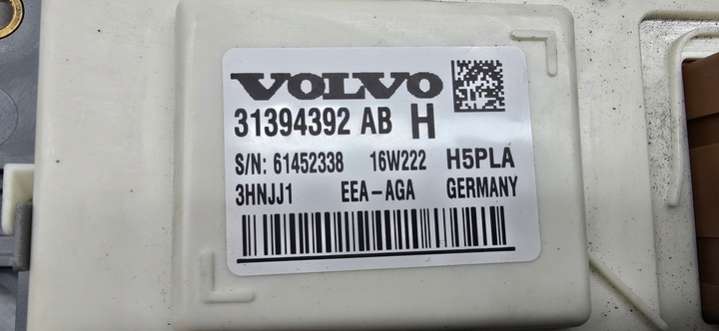 VOLVO
31394392 AB H
S/N: 61452338 16W222 H5PLA
3HNJJ1 EEA-AGA GERMANY